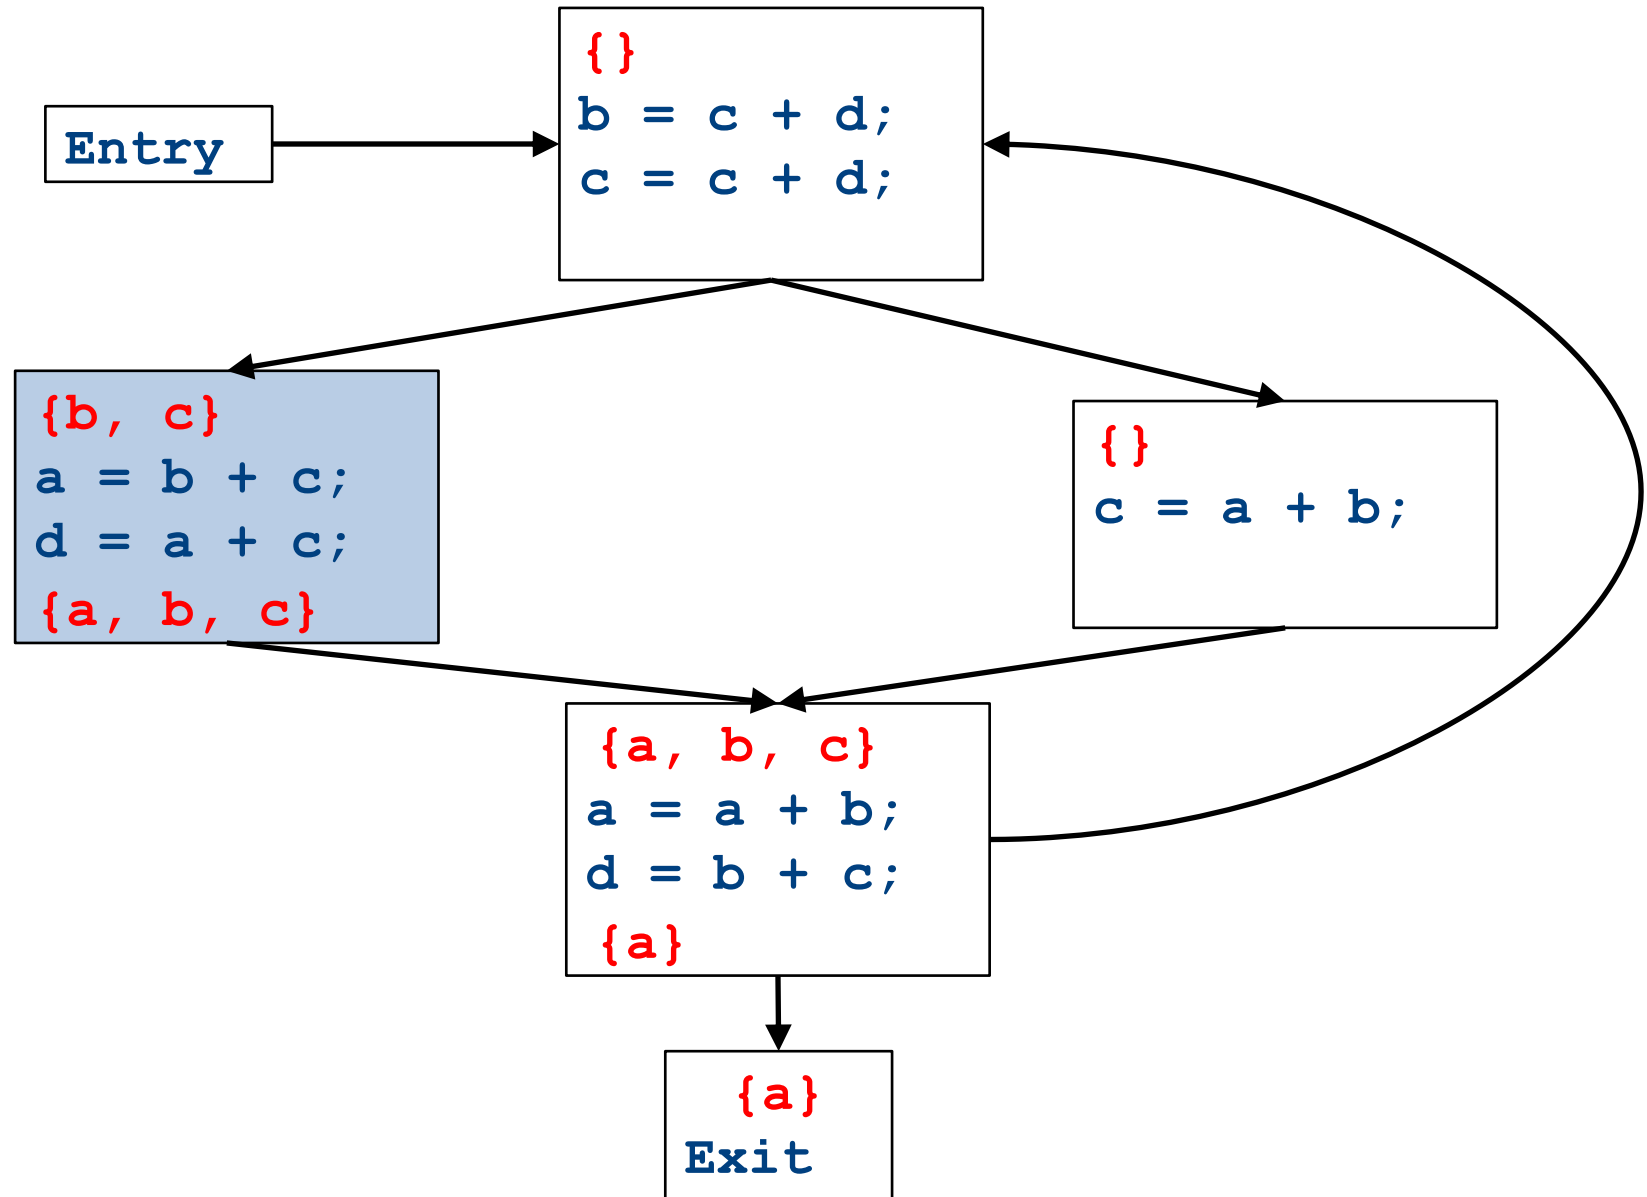 {}
b = c + d;
c = c + d;
Entry
{b, c}
a = b + c;
d = a + c;
{a, b, c}
{}
c = a + b;
{a, b, c}
a = a + b;
d = b + c;
{a}
{a}
Exit